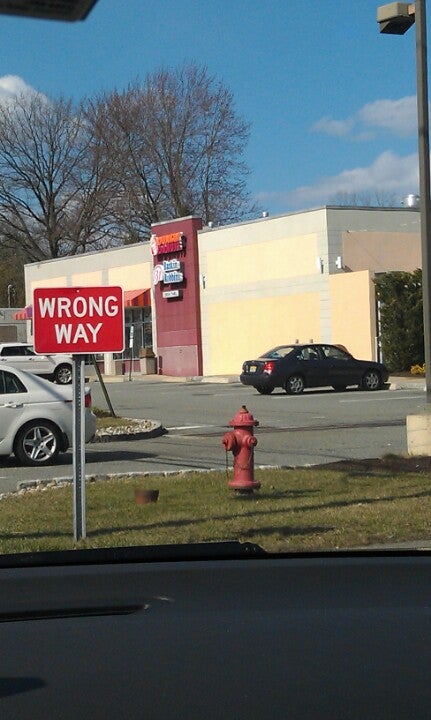 WRONG
WAY
DUNKIN'
DONUTS
Baskin
Robbins